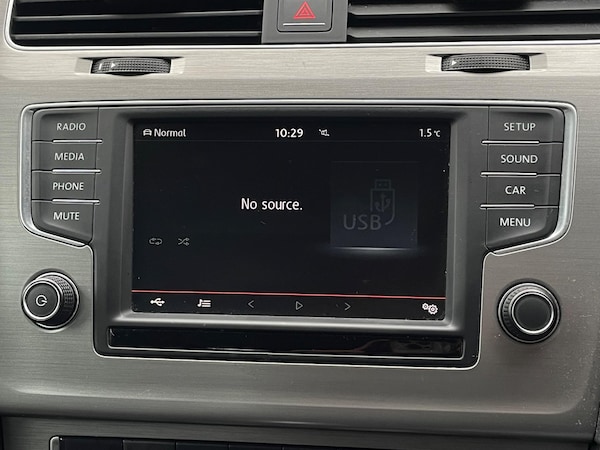 RADIO
MEDIA
PHONE
MUTE
Normal 10:29 1.5 °C
No source.
USB
SETUP
SOUND
CAR
MENU